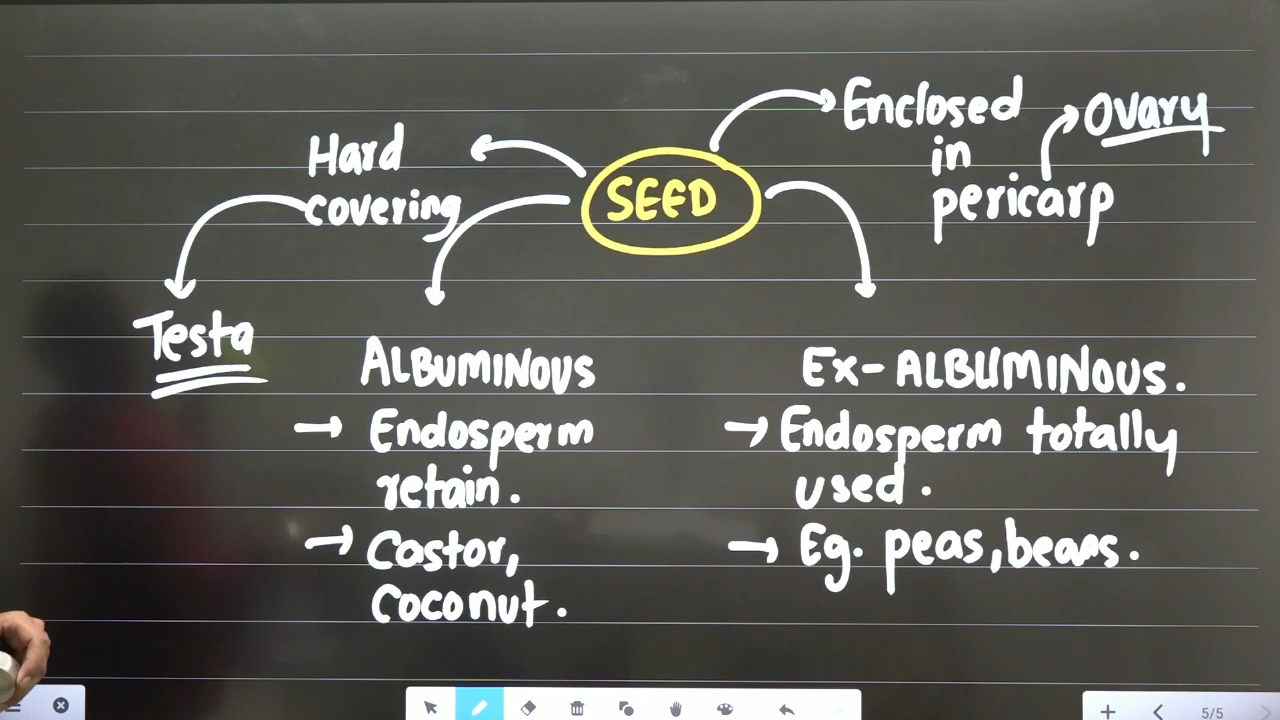 Enclosed
in
pericarp
Ovary
Hard
covering
SEED
Testa
ALBUMINOUS
→ Endosperm
retain.
→ Castor,
coconut.
Ex-ALBUMINOUS.
→ Endosperm totally
used.
→ Eg. peas, beans.
5/5